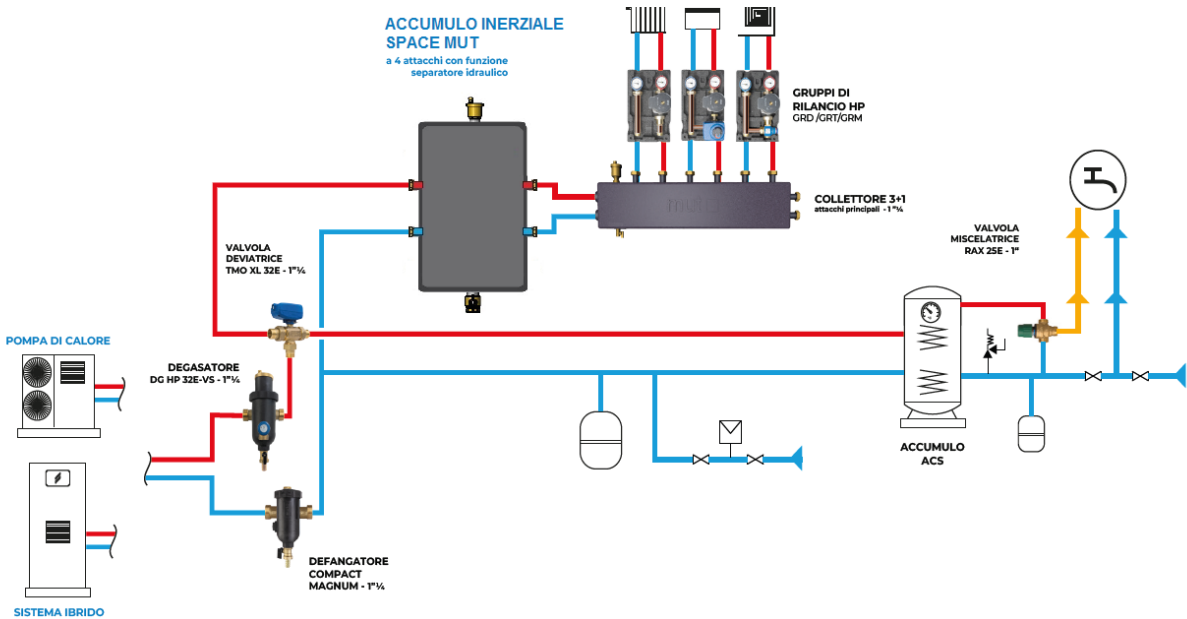 ACCUMULO INERZIALE
SPACE MUT
a 4 attacchi con funzione
separatore idraulico
GRUPPI DI
RILANCIO HP
GRD /GRT/GRM
COLLETTORE 3+1
attacchi principali - 1"¼
VALVOLA
DEVIATRICE
TMO XL 32E - 1"¼
VALVOLA
MISCELATRICE
RAX 25E - 1"
POMPA DI CALORE
DEGASATORE
DG HP 32E-VS - 1"¼
ACCUMULO
ACS
DEFANGATORE
COMPACT
MAGNUM - 1"¼
SISTEMA IBRIDO